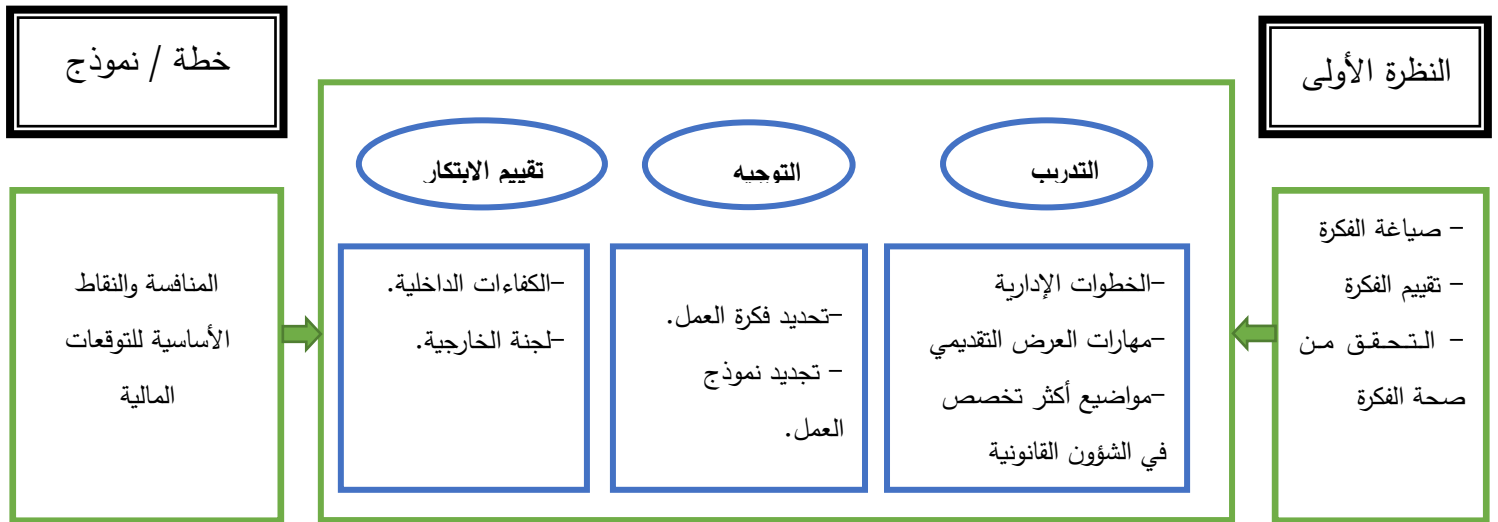 النظرة الأولى
- صياغة الفكرة
- تقييم الفكرة
- التحقق من
صحة الفكرة
التدريب
-الخطوات الإدارية
-مهارات العرض التقديمي
-مواضيع أكثر تخصص
في الشؤون القانونية
التوجيه
-تحديد فكرة العمل.
- تجديد نموذج
العمل.
تقييم الابتكار
-الكفاءات الداخلية.
-لجنة الخارجية.
خطة / نموذج
المنافسة والنقاط
الأساسية للتوقعات
المالية